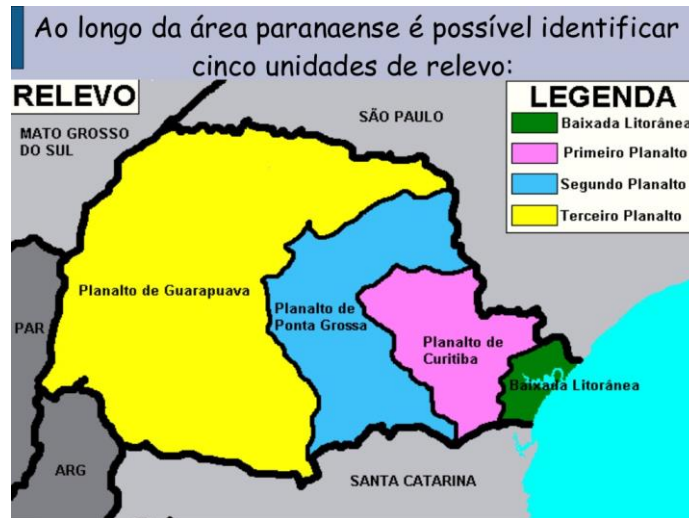 Ao longo da área paranaense é possível identificar
cinco unidades de relevo:
RELEVO
MATO GROSSO
DO SUL
SÃO PAULO
LEGENDA
Baixada Litorânea
Primeiro Planalto
Segundo Planalto
Terceiro Planalto
Planalto de Guarapuava
Planalto de
Ponta Grossa
Planalto de
Curitiba
Baixada Litorânea
PAR
ARG
SANTA CATARINA